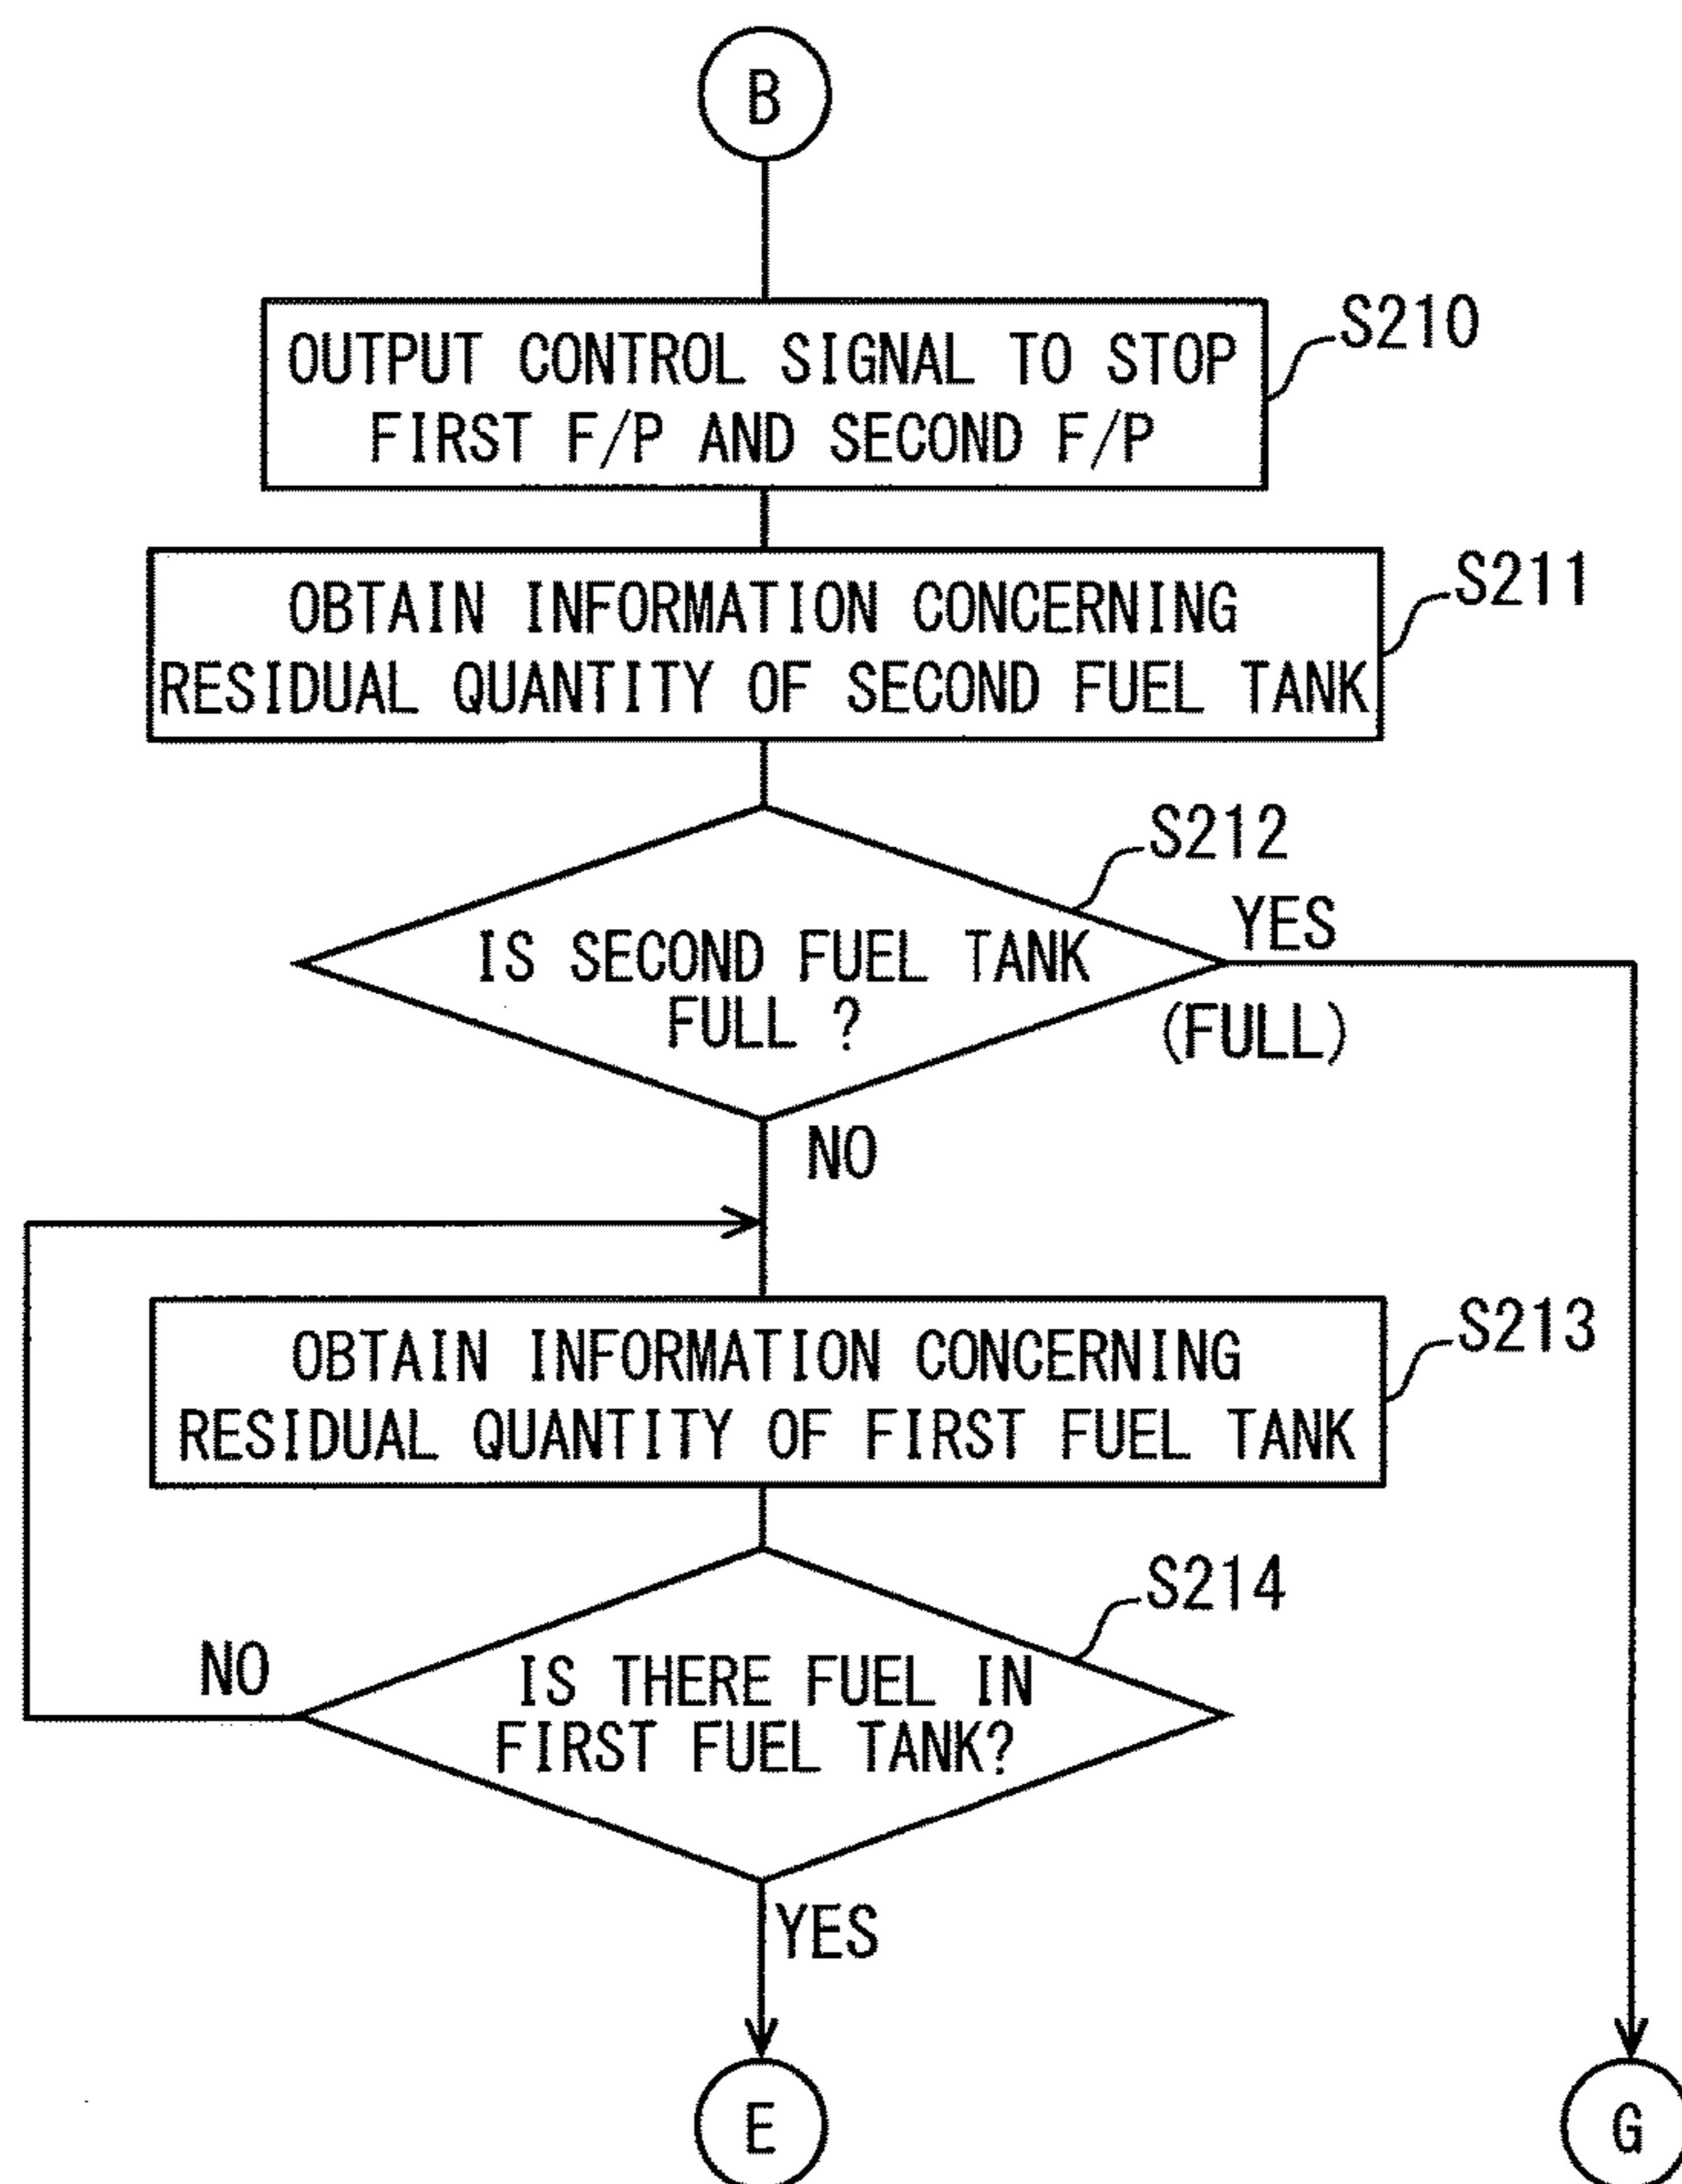 B
OUTPUT CONTROL SIGNAL TO STOP
FIRST F/P AND SECOND F/P
S210
OBTAIN INFORMATION CONCERNING
RESIDUAL QUANTITY OF SECOND FUEL TANK
S211
S212
IS SECOND FUEL TANK
FULL ?
YES
(FULL)
NO
OBTAIN INFORMATION CONCERNING
RESIDUAL QUANTITY OF FIRST FUEL TANK
S213
S214
IS THERE FUEL IN
FIRST FUEL TANK?
NO
YES
E
G